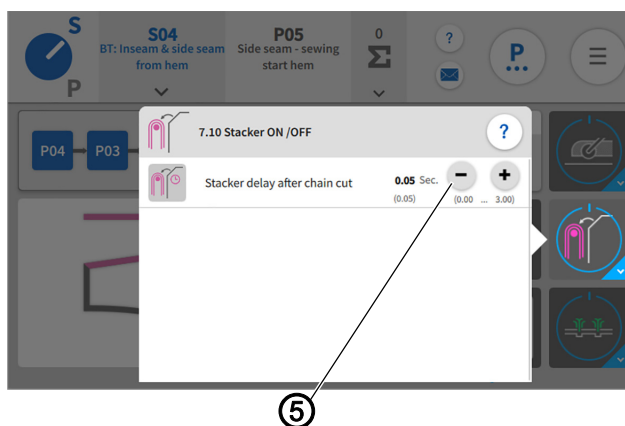 S
P
S04
BT: Inseam & side seam
from hem
P05
Side seam - sewing
start hem
0
Σ
?
P
P04
P03
7.10 Stacker ON /OFF
?
Stacker delay after chain cut
0.05 Sec.
(0.05)
(0.00 ... 3.00)
5